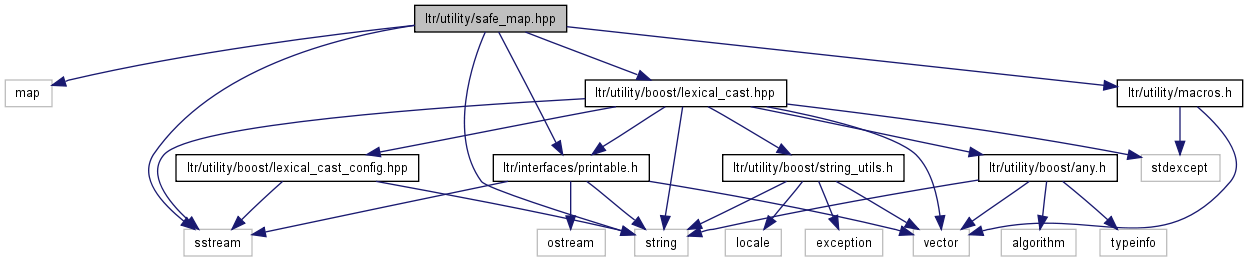 ltr/utility/safe_map.hpp
map
ltr/utility/boost/lexical_cast.hpp
ltr/utility/macros.h
ltr/utility/boost/lexical_cast_config.hpp
ltr/interfaces/printable.h
ltr/utility/boost/string_utils.h
ltr/utility/boost/any.h
stdexcept
sstream
ostream
string
locale
exception
vector
algorithm
typeinfo